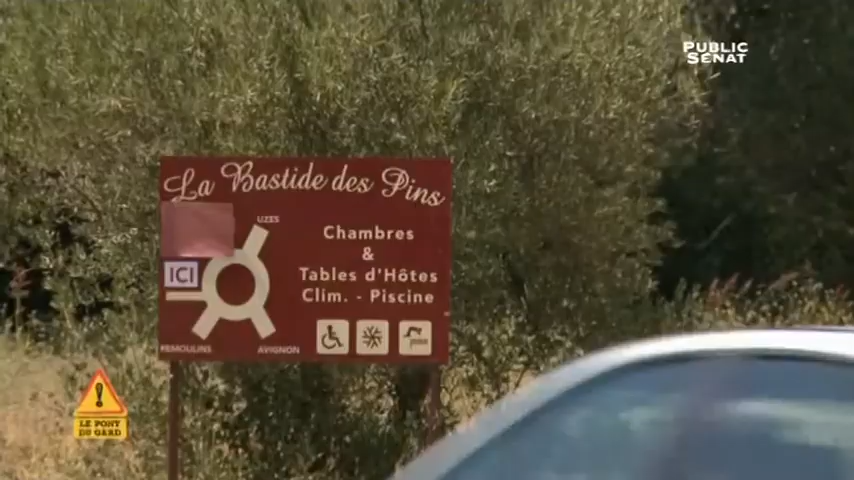 PUBLIC
SENAT
La Bastide des Pins
UZES
Chambres
&
Tables d'Hôtes
Clim. - Piscine
ICI
REMOULINS
AVIGNON
LE PONT
DU GARD